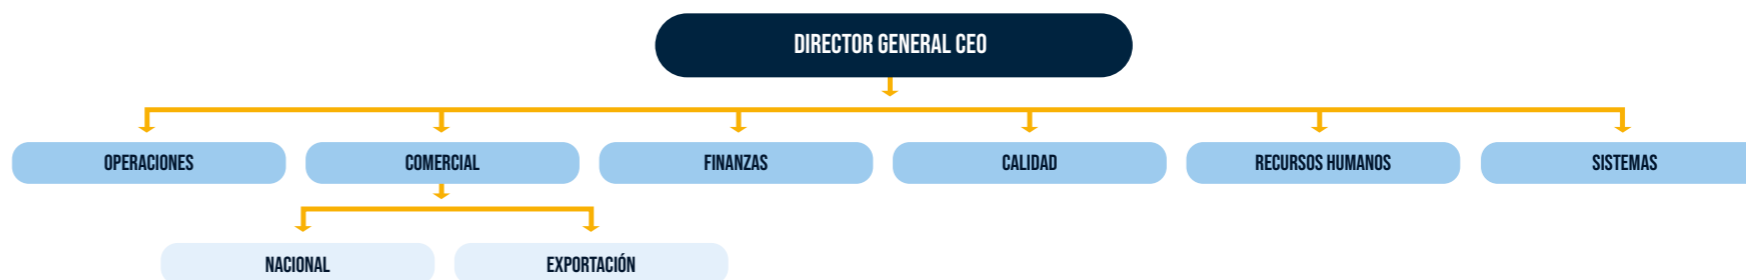 DIRECTOR GENERAL CEO
OPERACIONES
COMERCIAL
FINANZAS
CALIDAD
RECURSOS HUMANOS
SISTEMAS
NACIONAL
EXPORTACIÓN